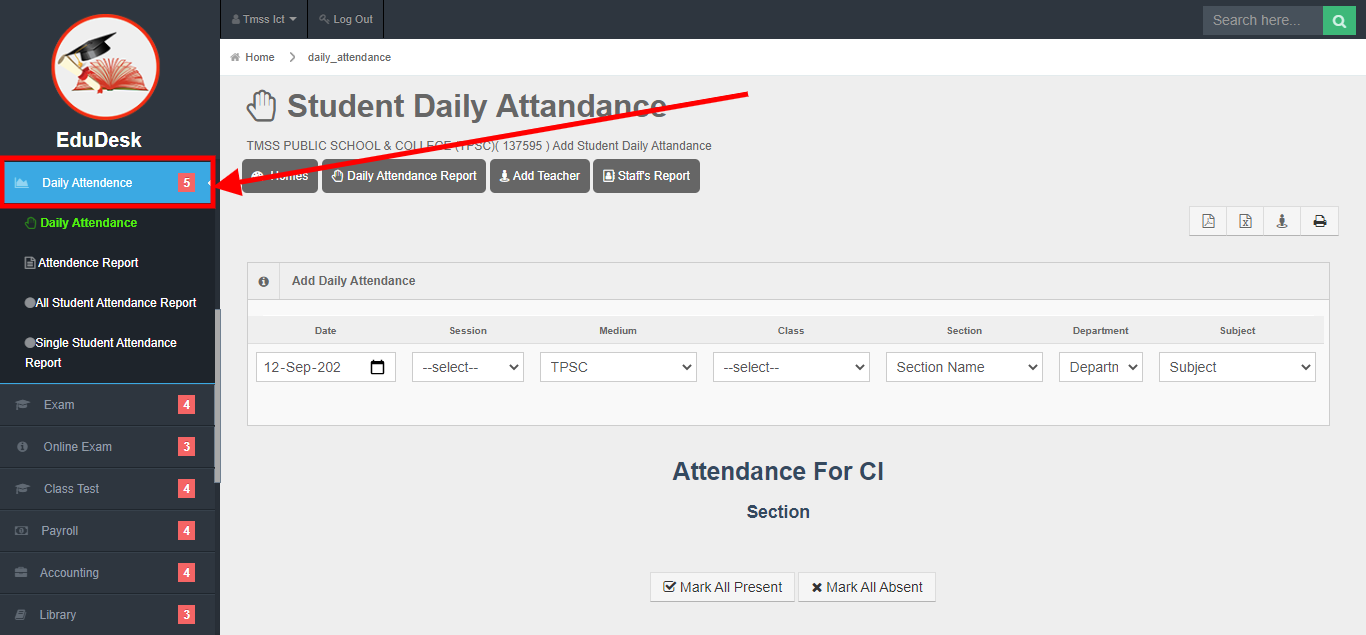 Tmss Ict
Log Out
Search here...
EduDesk
Home
daily_attendance
Student Daily Attandance
TMSS PUBLIC SCHOOL & COLLEGE (TPSC)( 137595 ) Add Student Daily Attandance
Homes
Daily Attendance Report
Add Teacher
Staff's Report
Daily Attendence 5
Daily Attendance
Attendence Report
All Student Attendance Report
Single Student Attendance
Report
Exam 4
Online Exam 3
Class Test 4
Payroll 4
Accounting 4
Library 3
Add Daily Attendance
Date Session Medium Class Section Department Subject
12-Sep-202 --select-- TPSC --select-- Section Name Departn Subject
Attendance For Cl
Section
Mark All Present
Mark All Absent